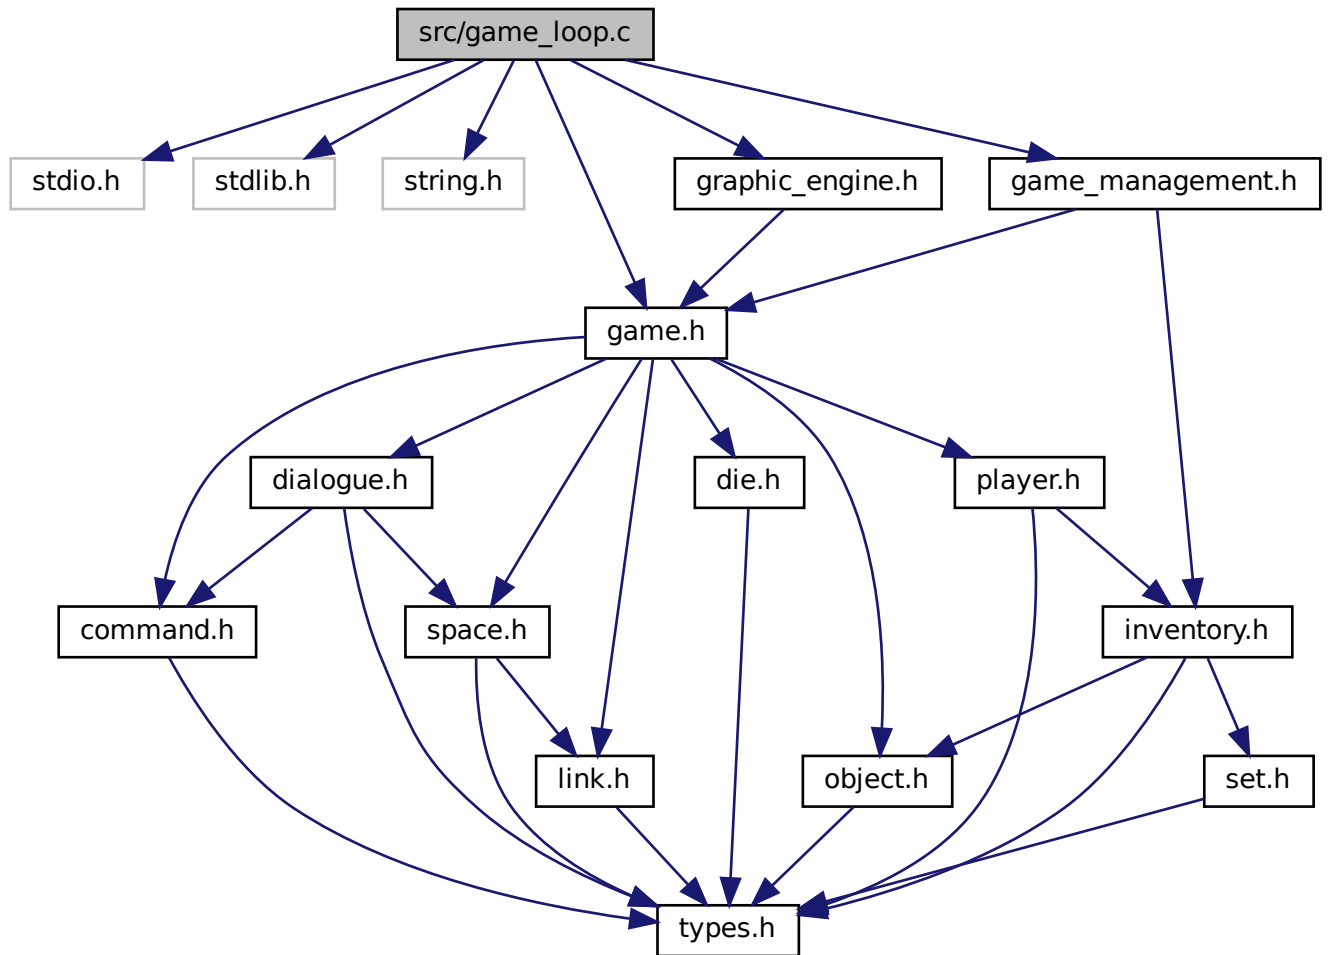 src/game_loop.c
stdio.h
stdlib.h
string.h
graphic_engine.h
game_management.h
game.h
dialogue.h
die.h
player.h
command.h
space.h
inventory.h
link.h
object.h
set.h
types.h